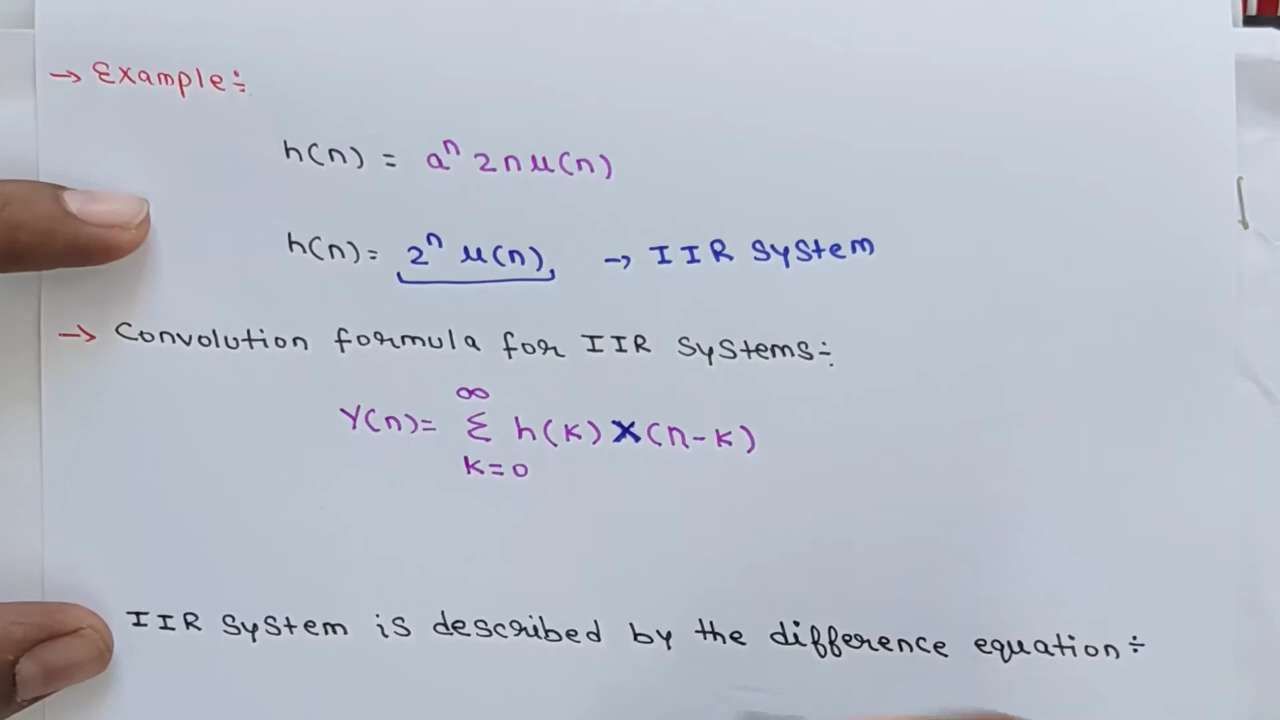 → Example÷
h(n) = aⁿ 2n u(n)
h(n) = 2ⁿ u(n), → IIR System
→ Convolution formula for IIR Systems÷
∞
Y(n)= Σ h(k) x(n-k)
k=0
IIR System is described by the difference equation÷